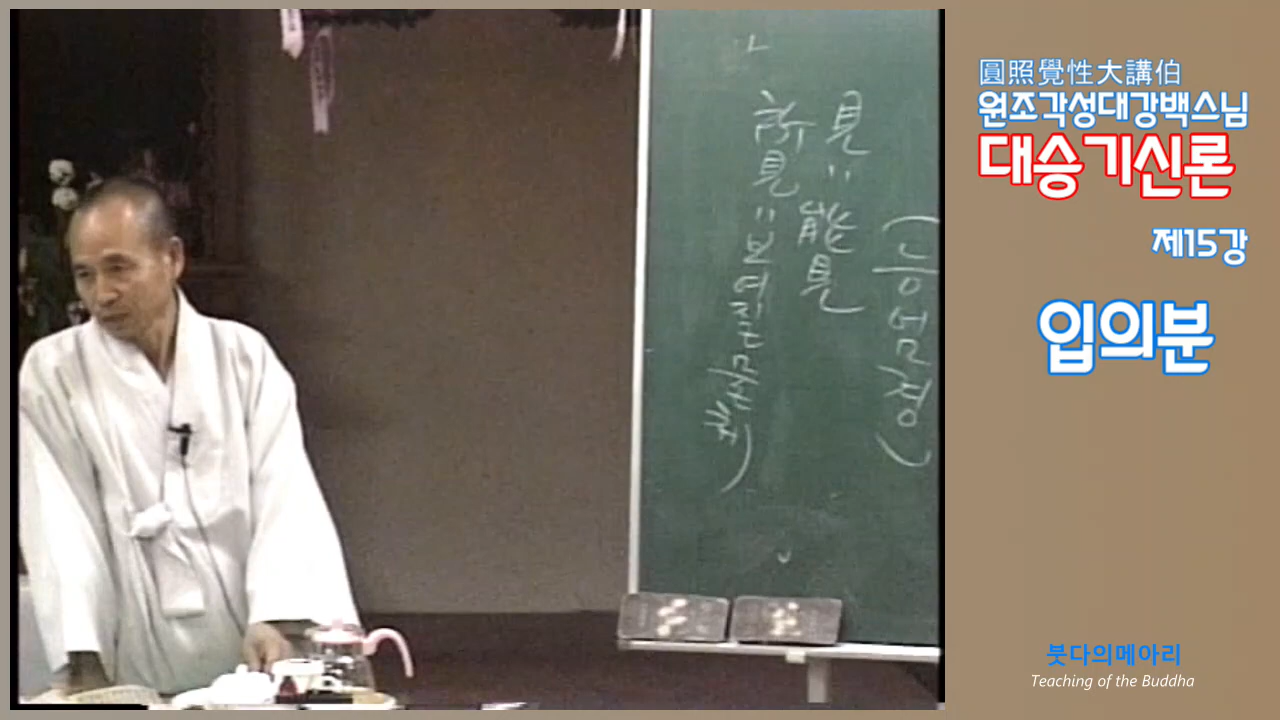 圓照覺性大講伯
원조각성대강백스님
대승기신론
제15강
입의분
(능엄경)
見은 能見
所見은 보여진
붓다의메아리
Teaching of the Buddha